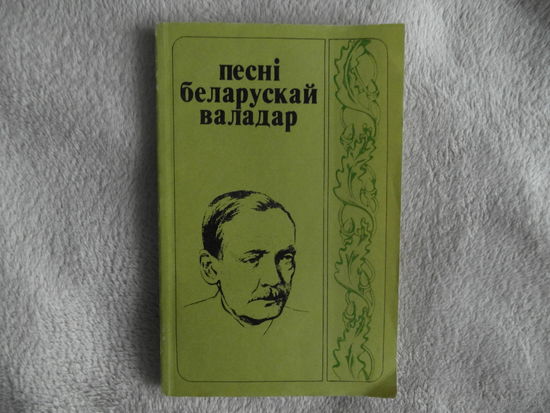 песні
беларускай
валадар